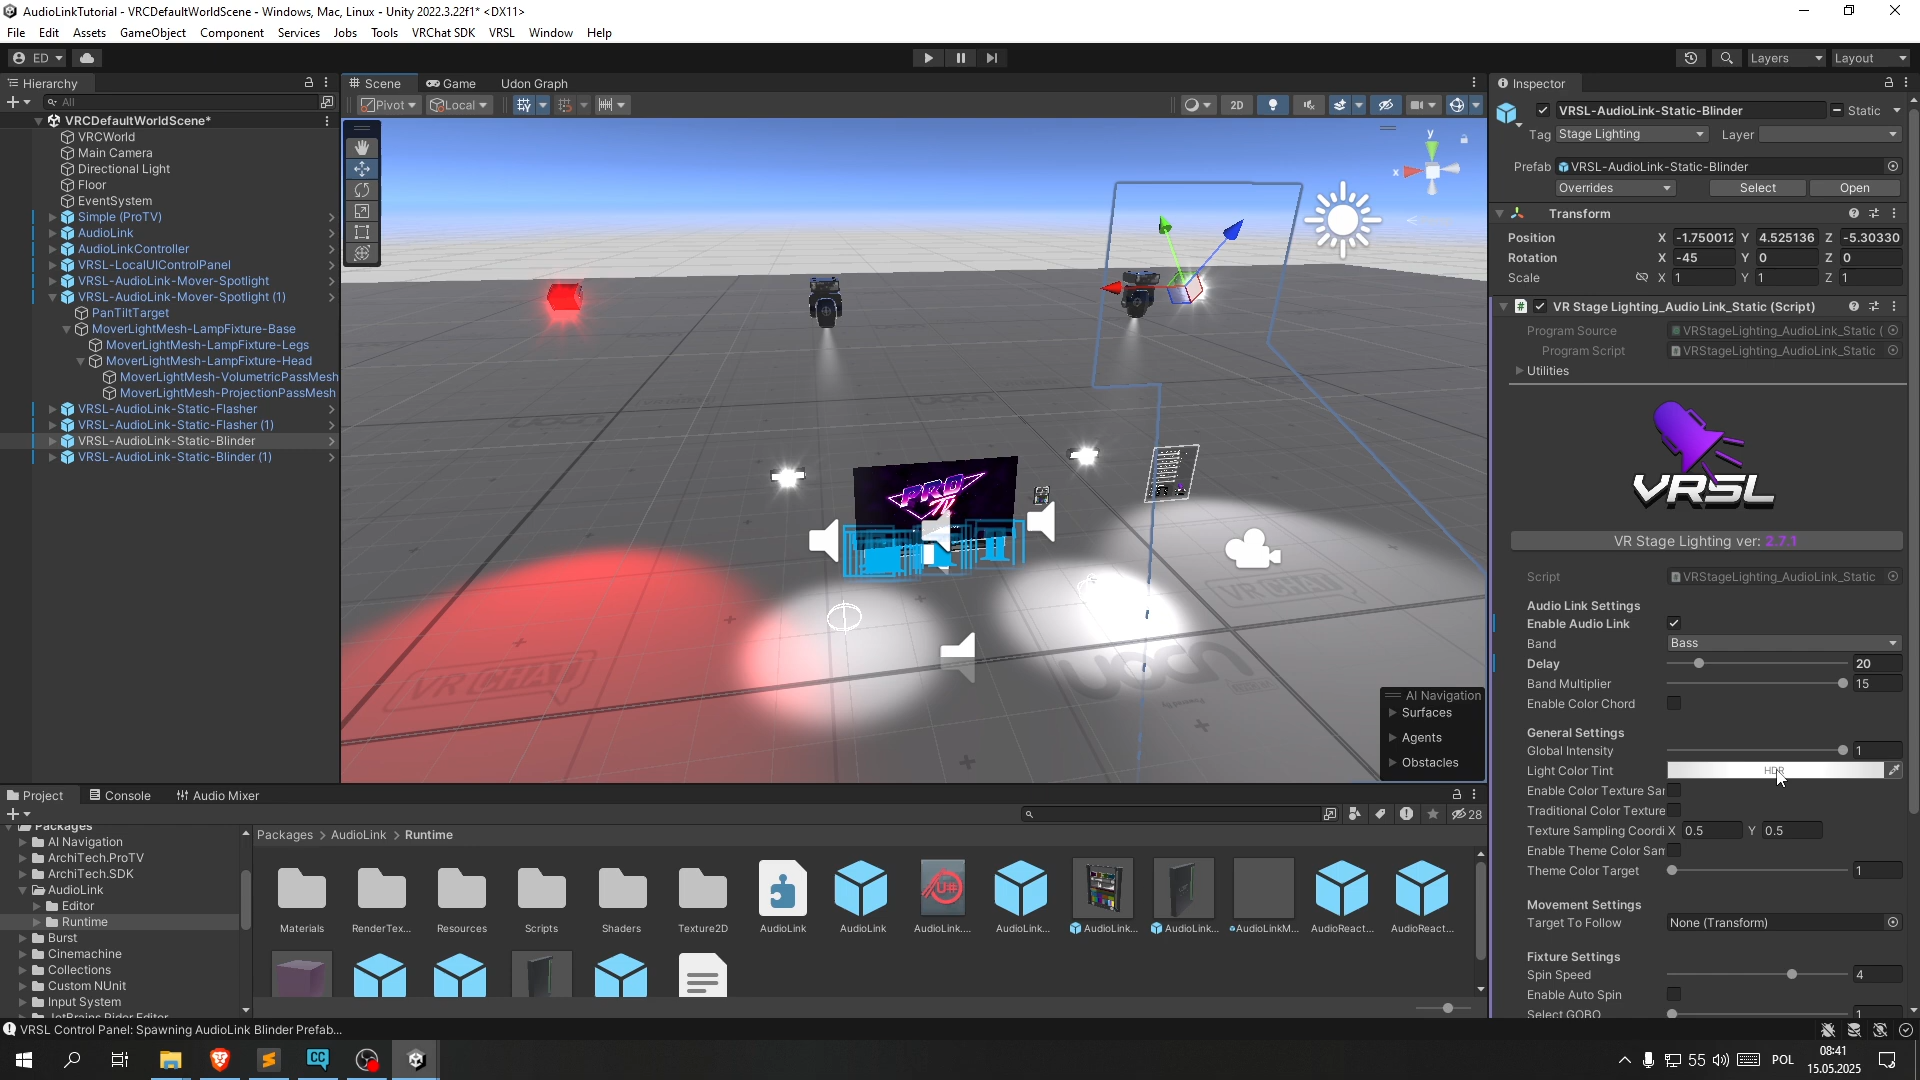 AudioLinkTutorial - VRCDefaultWorldScene - Windows, Mac, Linux - Unity 2022.3.22f1* <DX11>
File Edit Assets GameObject Component Services Jobs Tools VRChat SDK VRSL Window Help
ED
Layers
Layout
Hierarchy
All
VRCDefaultWorldScene*
VRCWorld
Main Camera
Directional Light
Floor
EventSystem
Simple (ProTV)
AudioLink
AudioLinkController
VRSL-LocalUIControlPanel
VRSL-AudioLink-Mover-Spotlight
VRSL-AudioLink-Mover-Spotlight (1)
PanTiltTarget
MoverLightMesh-LampFixture-Base
MoverLightMesh-LampFixture-Legs
MoverLightMesh-LampFixture-Head
MoverLightMesh-VolumetricPassMesh
MoverLightMesh-ProjectionPassMesh
VRSL-AudioLink-Static-Flasher
VRSL-AudioLink-Static-Flasher (1)
VRSL-AudioLink-Static-Blinder
VRSL-AudioLink-Static-Blinder (1)
Scene
Game
Udon Graph
Pivot
Local
2D
y
x
PRO
TV
VRCHAT
VRCHAT
UDON
AI Navigation
Surfaces
Agents
Obstacles
Inspector
VRSL-AudioLink-Static-Blinder
Static
Tag Stage Lighting
Layer
Prefab VRSL-AudioLink-Static-Blinder
Overrides
Select
Open
Transform
Position X -1.750012 Y 4.525136 Z -5.30330
Rotation X -45 Y 0 Z 0
Scale X 1 Y 1 Z 1
VR Stage Lighting_Audio Link_Static (Script)
Program Source VRStageLighting_AudioLink_Static (
Program Script VRStageLighting_AudioLink_Static
Utilities
VRSL
VR Stage Lighting ver: 2.7.1
Script VRStageLighting_AudioLink_Static
Audio Link Settings
Enable Audio Link
Band Bass
Delay 20
Band Multiplier 15
Enable Color Chord
General Settings
Global Intensity 1
Light Color Tint HDR
Enable Color Texture Sar
Traditional Color Texture
Texture Sampling Coordi X 0.5 Y 0.5
Enable Theme Color Sam
Theme Color Target 1
Movement Settings
Target To Follow None (Transform)
Fixture Settings
Spin Speed 4
Enable Auto Spin
Select GOBO 1
Project
Console
Audio Mixer
28
Packages
AI Navigation
ArchiTech.ProTV
ArchiTech.SDK
AudioLink
Editor
Runtime
Burst
Cinemachine
Collections
Custom NUnit
Input System
JetBrains Rider Editor
Packages > AudioLink > Runtime
Materials
RenderTex...
Resources
Scripts
Shaders
Texture2D
AudioLink
AudioLink
AudioLink....
AudioLink...
AudioLink...
AudioLink...
AudioLinkM...
AudioReact...
AudioReact...
U#
VRSL Control Panel: Spawning AudioLink Blinder Prefab...
CC
55
POL
08:41
15.05.2025